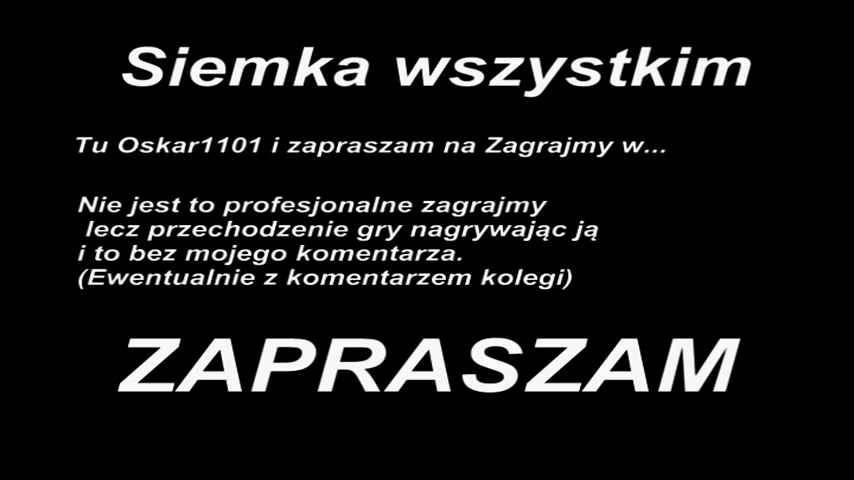 Siemka wszystkim
Tu Oskar1101 i zapraszam na Zagrajmy w...
Nie jest to profesjonalne zagrajmy
lecz przechodzenie gry nagrywając ją
i to bez mojego komentarza.
(Ewentualnie z komentarzem kolegi)
ZAPRASZAM